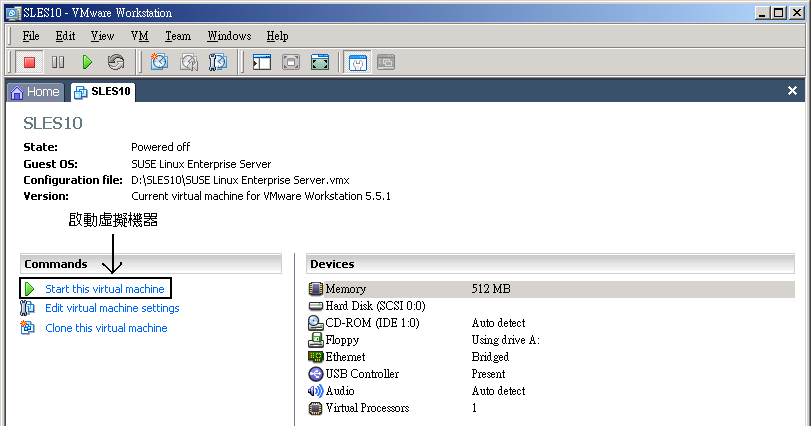 SLES10 - VMware Workstation
File Edit View VM Team Windows Help
Home SLES10
SLES10
State: Powered off
Guest OS: SUSE Linux Enterprise Server
Configuration file: D:\SLES10\SUSE Linux Enterprise Server.vmx
Version: Current virtual machine for VMware Workstation 5.5.1
啟動虛擬機器
Commands
Start this virtual machine
Edit virtual machine settings
Clone this virtual machine
Devices
Memory 512 MB
Hard Disk (SCSI 0:0)
CD-ROM (IDE 1:0) Auto detect
Floppy Using drive A:
Ethernet Bridged
USB Controller Present
Audio Auto detect
Virtual Processors 1